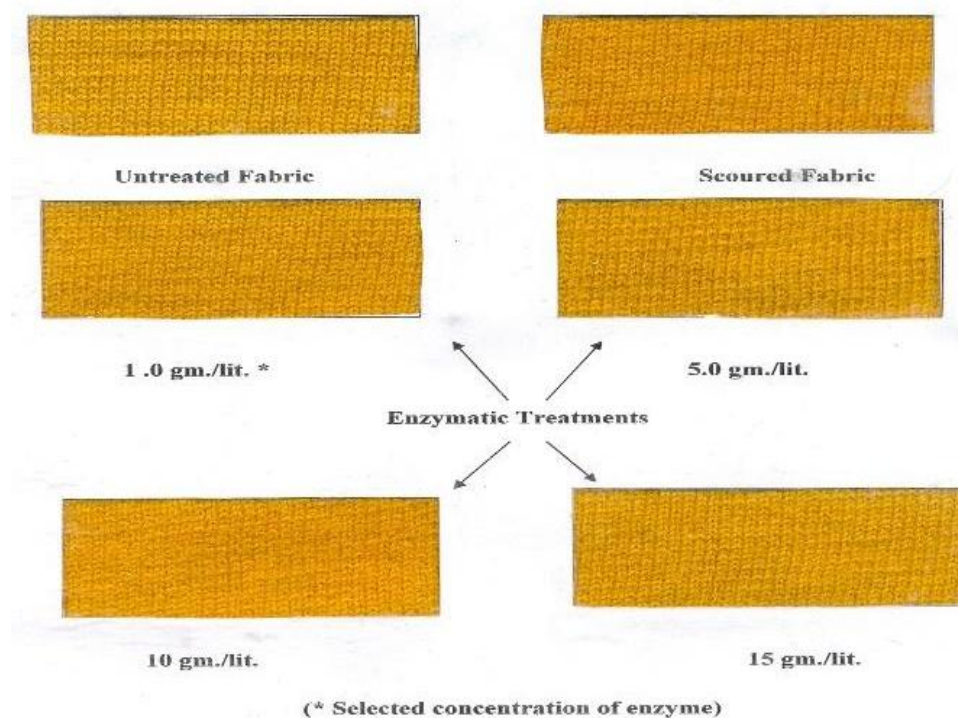 Untreated Fabric
Scoured Fabric
1 .0 gm./lit. *
5.0 gm./lit.
Enzymatic Treatments
10 gm./lit.
15 gm./lit.
(* Selected concentration of enzyme)